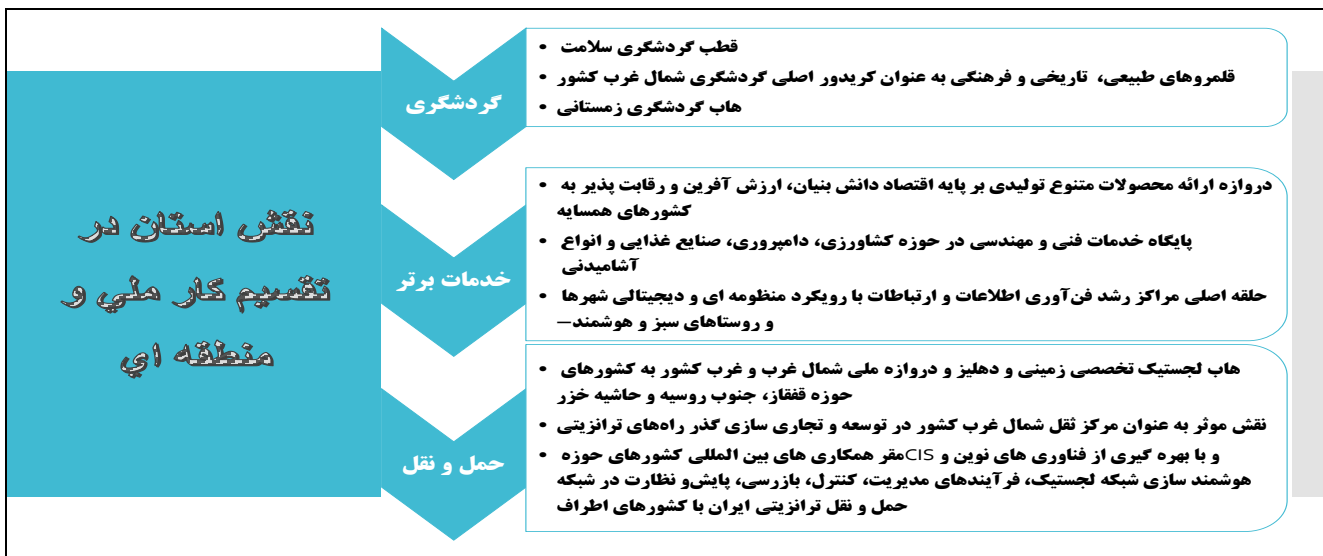 نقش استان در
تقسيم كار ملي و
منطقه اي
گردشگری
• قطب گردشگری سلامت
• قلمروهای طبیعی، تاریخی و فرهنگی به عنوان کریدور اصلی گردشگری شمال غرب کشور
• هاب گردشگری زمستانی
خدمات برتر
• دروازه ارائه محصولات متنوع تولیدی بر پایه اقتصاد دانش بنیان، ارزش آفرین و رقابت پذیر به
کشورهای همسایه
• پایگاه خدمات فنی و مهندسی در حوزه کشاورزی، دامپروری، صنایع غذایی و انواع
آشامیدنی
• حلقه اصلی مراکز رشد فن‌آوری اطلاعات و ارتباطات با رویکرد منظومه ای و دیجیتالی شهرها
و روستاهای سبز و هوشمند–
حمل و نقل
• هاب لجستیک تخصصی زمینی و دهلیز و دروازه ملی شمال غرب و غرب کشور به کشورهای
حوزه قفقاز، جنوب روسیه و حاشیه خزر
• نقش موثر به عنوان مرکز ثقل شمال غرب کشور در توسعه و تجاری سازی گذر راه‌های ترانزیتی
• و با بهره گیری از فناوری های نوین و CISمقر همکاری های بین المللی کشورهای حوزه
هوشمند سازی شبکه لجستیک، فرآیندهای مدیریت، کنترل، بازرسی، پایش‌و نظارت در شبکه
حمل و نقل ترانزیتی ایران با کشورهای اطراف